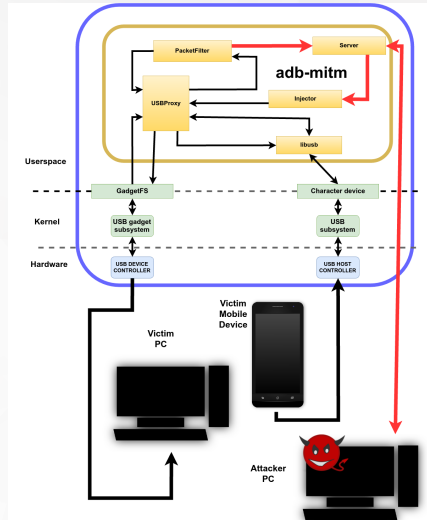 PacketFilter
Server
adb-mitm
USBProxy
Injector
libusb
Userspace
GadgetFS
Character device
Kernel
USB gadget
subsystem
USB
subsystem
Hardware
USB DEVICE
CONTROLLER
USB HOST
CONTROLLER
Victim
PC
Victim
Mobile
Device
Attacker
PC